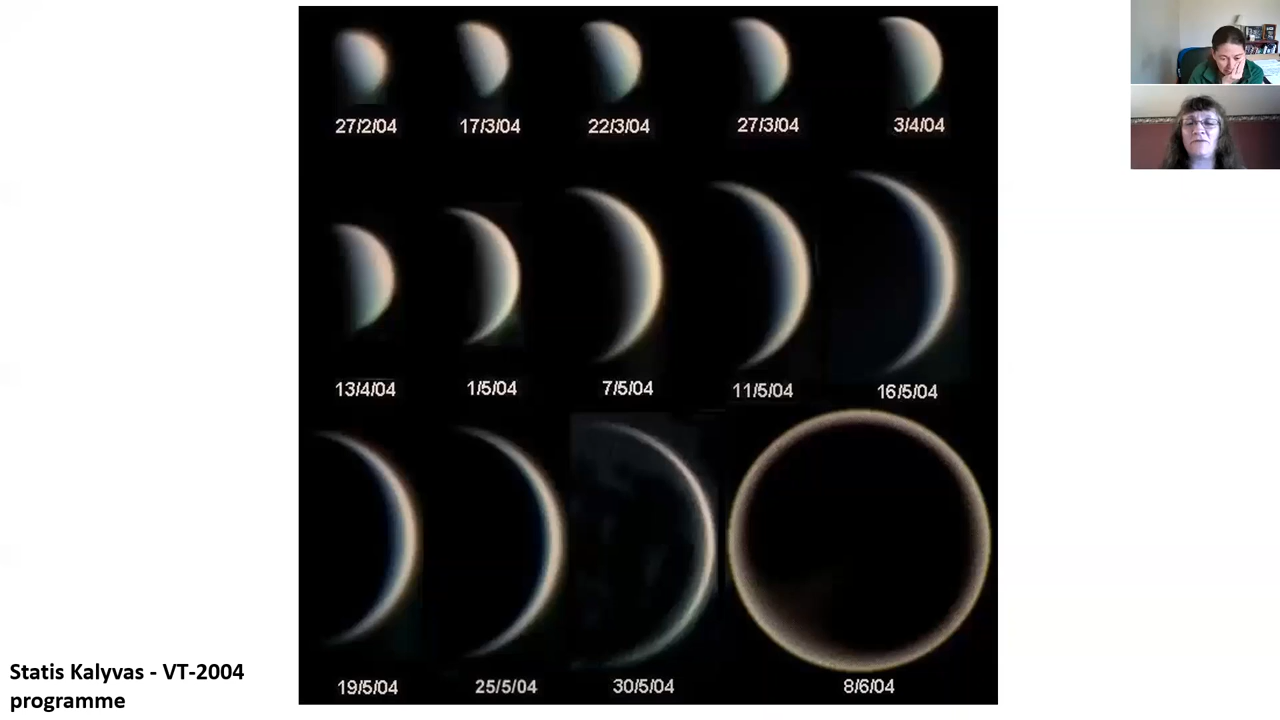 27/2/04 17/3/04 22/3/04 27/3/04 3/4/04
13/4/04 1/5/04 7/5/04 11/5/04 16/5/04
19/5/04 25/5/04 30/5/04 8/6/04
Statis Kalyvas - VT-2004
programme